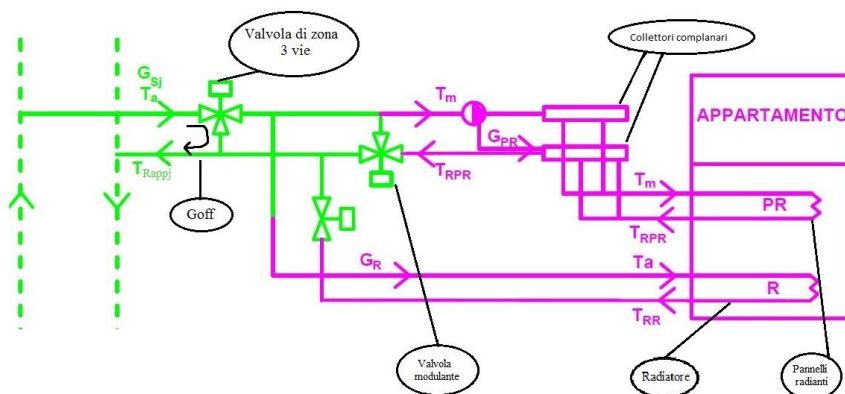 Valvola di zona
3 vie
Collettori complanari
G_Sj
T_a
T_m
G_PR
APPARTAMENTO
T_Rappj
T_RPR
Goff
T_m
PR
T_RPR
G_R
Ta
R
T_RR
Valvola
modulante
Radiatore
Pannelli
radianti